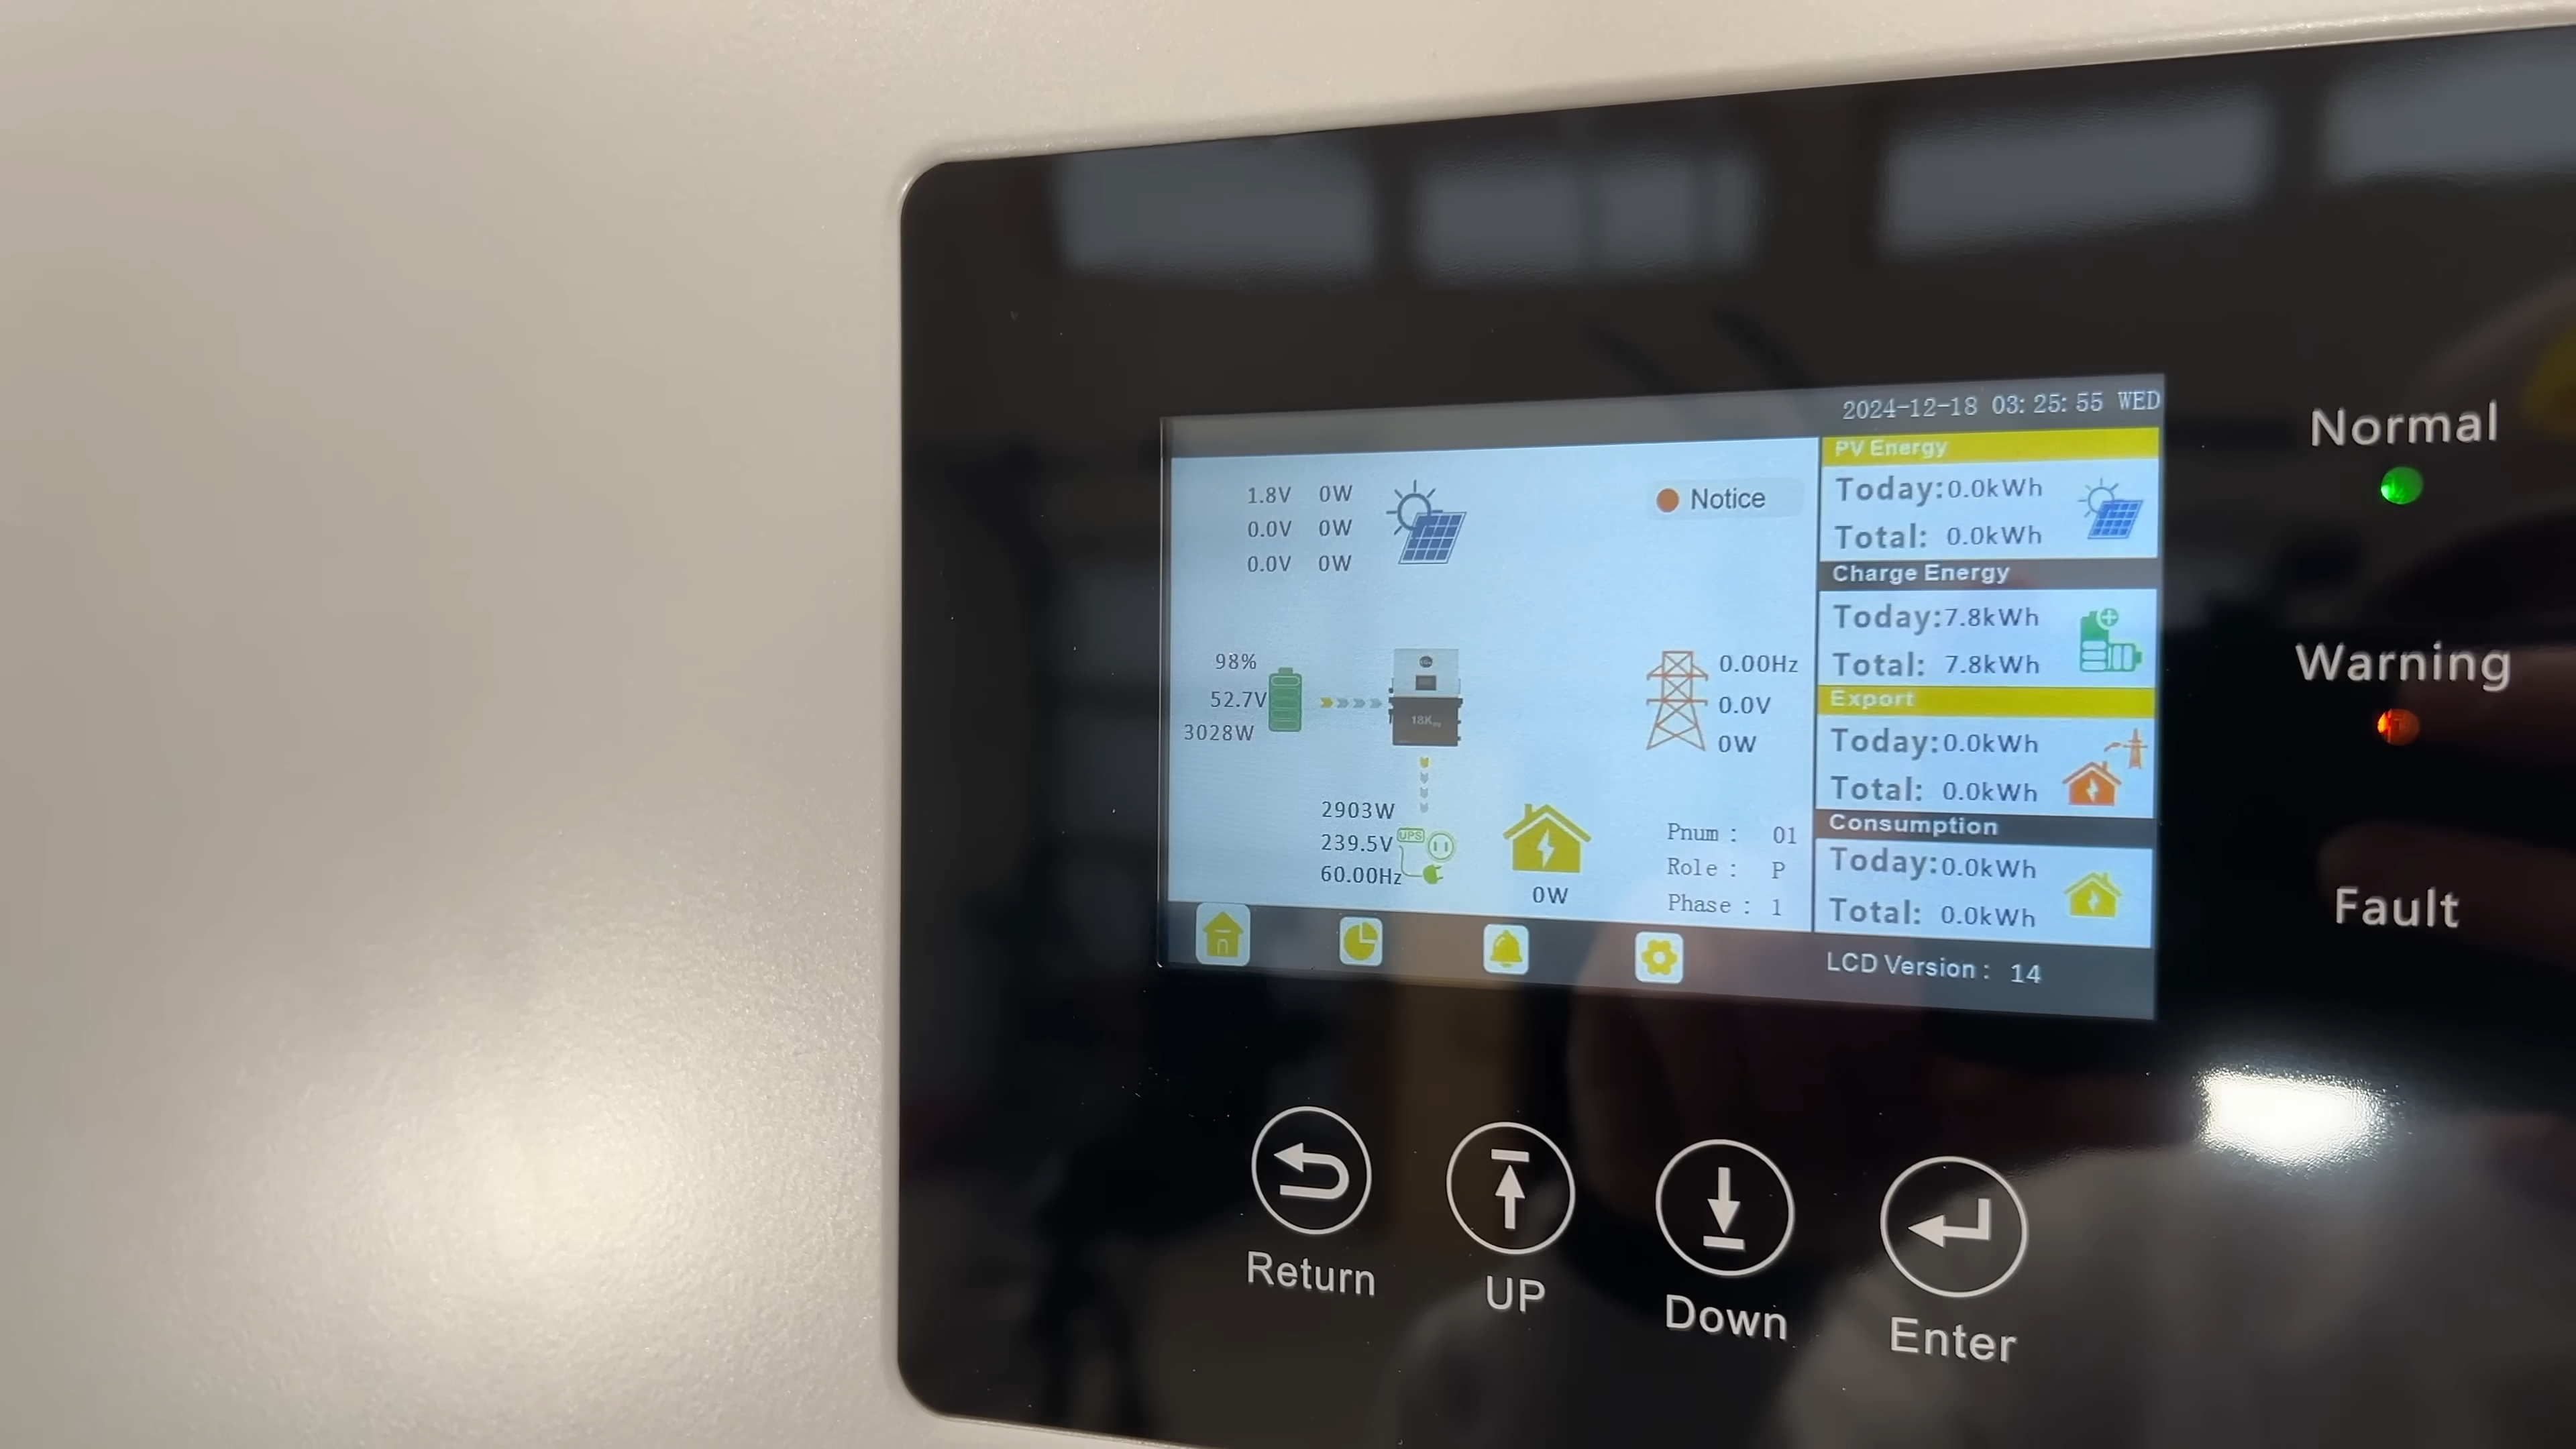 2024-12-18 03:25:55 WED
1.8V 0W
0.0V 0W
0.0V 0W
Notice
98%
52.7V
3028W
18K
0.00Hz
0.0V
0W
2903W
239.5V
60.00Hz
UPS
0W
Pnum : 01
Role : P
Phase : 1
PV Energy
Today:0.0kWh
Total: 0.0kWh
Charge Energy
Today:7.8kWh
Total: 7.8kWh
Export
Today:0.0kWh
Total: 0.0kWh
Consumption
Today:0.0kWh
Total: 0.0kWh
LCD Version : 14
Normal
Warning
Fault
Return
UP
Down
Enter